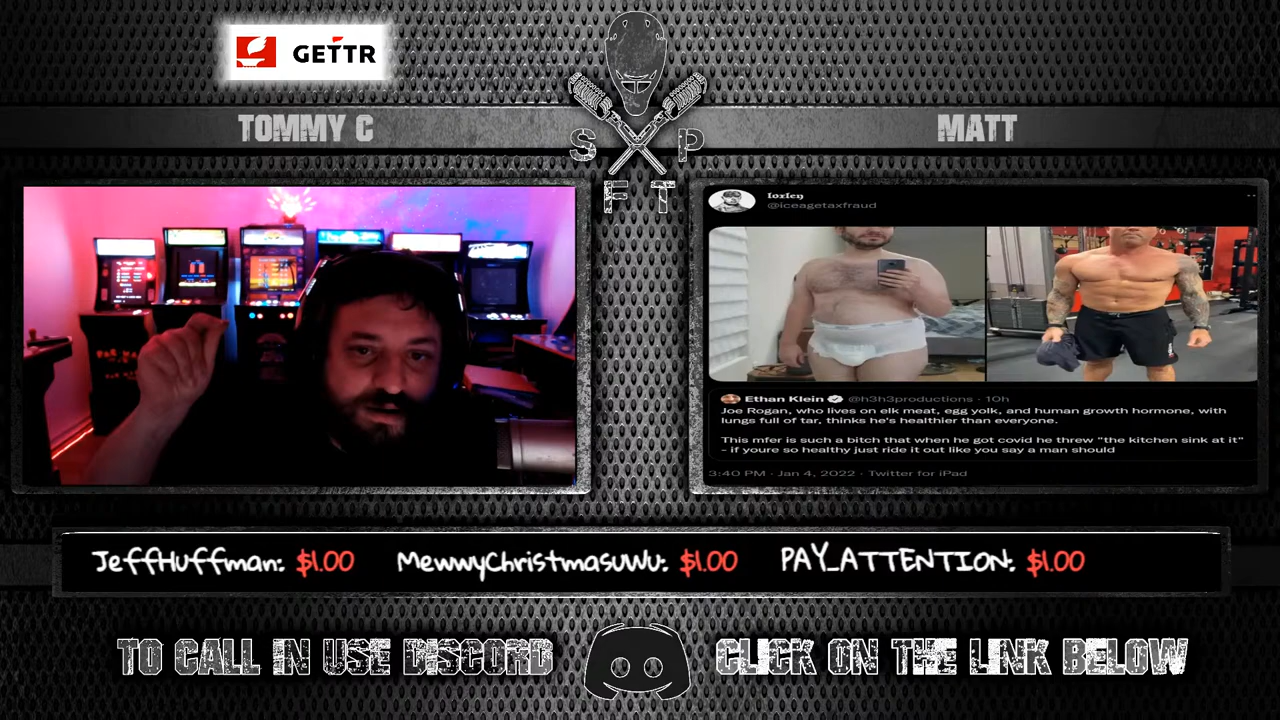 GETTR
TOMMY C
MATT
S P
F T
loxley
@iceagetaxfraud
Ethan Klein @h3h3productions · 10h
Joe Rogan, who lives on elk meat, egg yolk, and human growth hormone, with
lungs full of tar, thinks he's healthier than everyone.
This mfer is such a bitch that when he got covid he threw "the kitchen sink at it"
- if youre so healthy just ride it out like you say a man should
3:40 PM · Jan 4, 2022 · Twitter for iPad
JeffHuffman: $1.00 MewwyChristmasuwu: $1.00 PAY_ATTENTION: $1.00
TO CALL IN USE DISCORD
CLICK ON THE LINK BELOW